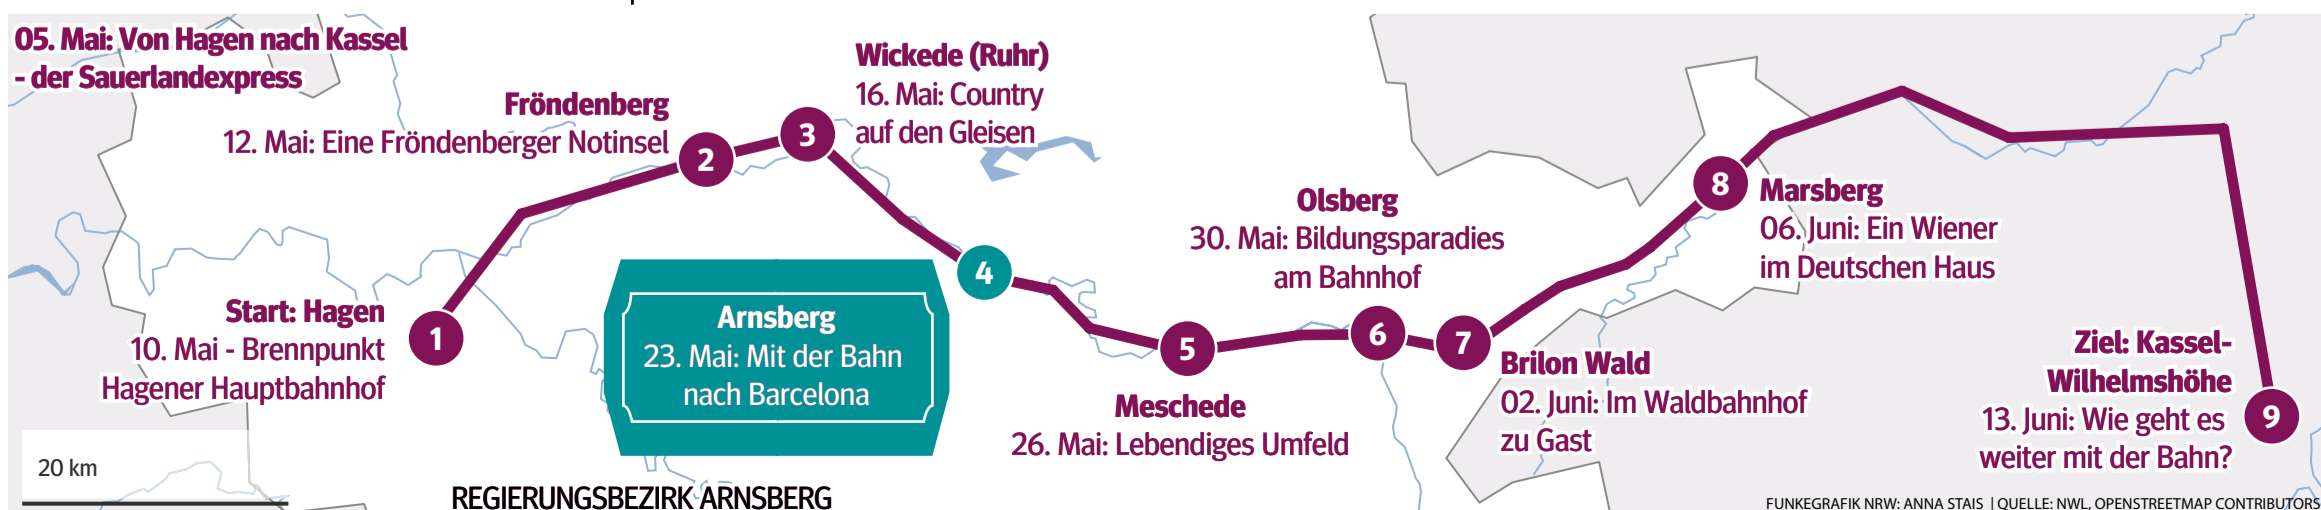 05. Mai: Von Hagen nach Kassel
- der Sauerlandexpress
Start: Hagen
10. Mai - Brennpunkt
Hagener Hauptbahnhof
1
Fröndenberg
12. Mai: Eine Fröndenberger Notinsel
2
Wickede (Ruhr)
16. Mai: Country
auf den Gleisen
3
4
Arnsberg
23. Mai: Mit der Bahn
nach Barcelona
5
Meschede
26. Mai: Lebendiges Umfeld
Olsberg
30. Mai: Bildungsparadies
am Bahnhof
6
7
Brilon Wald
02. Juni: Im Waldbahnhof
zu Gast
8
Marsberg
06. Juni: Ein Wiener
im Deutschen Haus
Ziel: Kassel-
Wilhelmshöhe
13. Juni: Wie geht es
weiter mit der Bahn?
9
20 km
REGIERUNGSBEZIRK ARNSBERG
FUNKEGRAFIK NRW: ANNA STAIS | QUELLE: NWL, OPENSTREETMAP CONTRIBUTORS